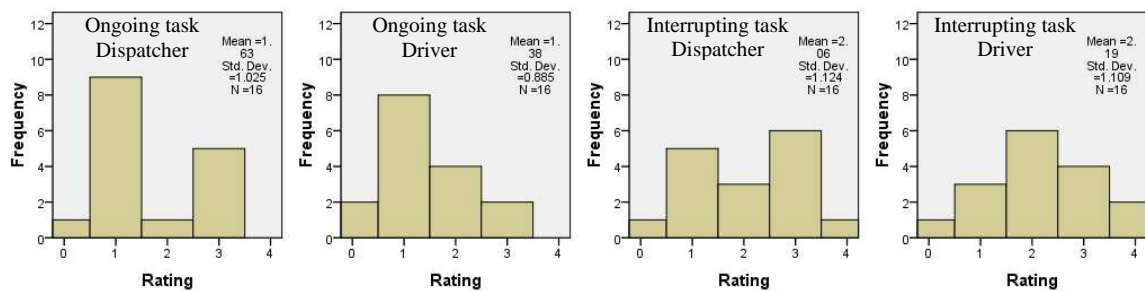 Ongoing task
Dispatcher
Mean =1.
63
Std. Dev.
=1.025
N =16
12
10
8
6
4
2
0
Frequency
0 1 2 3 4
Rating
Ongoing task
Driver
Mean =1.
38
Std. Dev.
=0.885
N =16
12
10
8
6
4
2
0
Frequency
0 1 2 3 4
Rating
Interrupting task
Dispatcher
Mean =2.
06
Std. Dev.
=1.124
N =16
12
10
8
6
4
2
0
Frequency
0 1 2 3 4
Rating
Interrupting task
Driver
Mean =2.
19
Std. Dev.
=1.109
N =16
12
10
8
6
4
2
0
Frequency
0 1 2 3 4
Rating